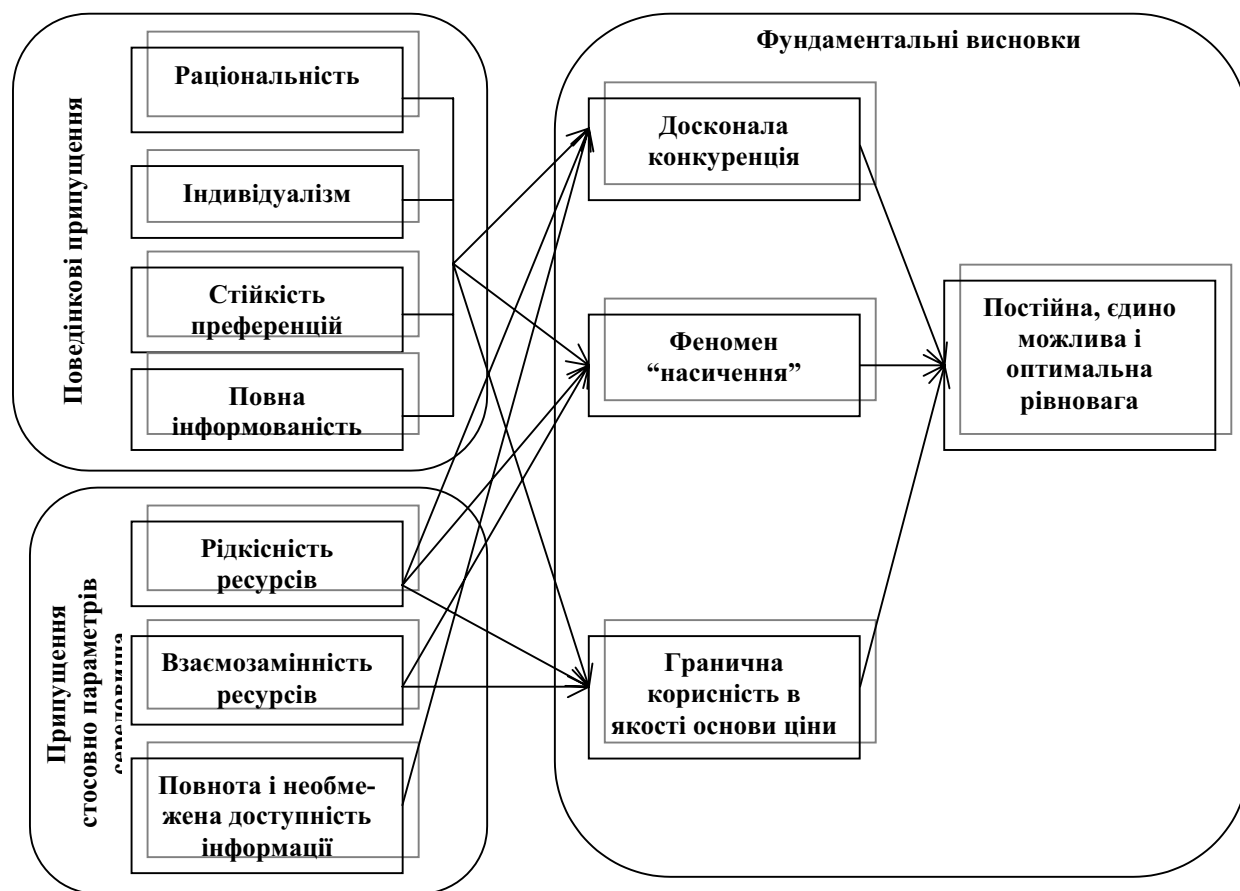 Поведінкові припущення
Раціональність
Індивідуалізм
Стійкість
преференцій
Повна
інформованість
Припущення
стосовно параметрів
середовища
Рідкісність
ресурсів
Взаємозамінність
ресурсів
Повнота і необме-
жена доступність
інформації
Фундаментальні висновки
Досконала
конкуренція
Феномен
“насичення”
Гранична
корисність в
якості основи ціни
Постійна, єдино
можлива і
оптимальна
рівновага